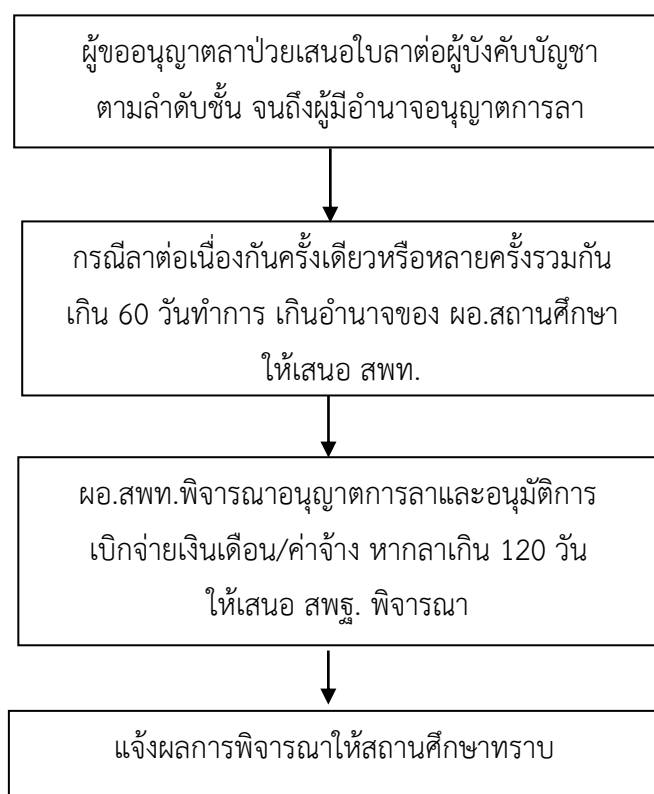 ผู้ขออนุญาตลาป่วยเสนอใบลาต่อผู้บังคับบัญชา
ตามลำดับชั้น จนถึงผู้มีอำนาจอนุญาตการลา
กรณีลาต่อเนื่องกันครั้งเดียวหรือหลายครั้งรวมกัน
เกิน 60 วันทำการ เกินอำนาจของ ผอ.สถานศึกษา
ให้เสนอ สพท.
ผอ.สพท.พิจารณาอนุญาตการลาและอนุมัติการ
เบิกจ่ายเงินเดือน/ค่าจ้าง หากลาเกิน 120 วัน
ให้เสนอ สพฐ. พิจารณา
แจ้งผลการพิจารณาให้สถานศึกษาทราบ